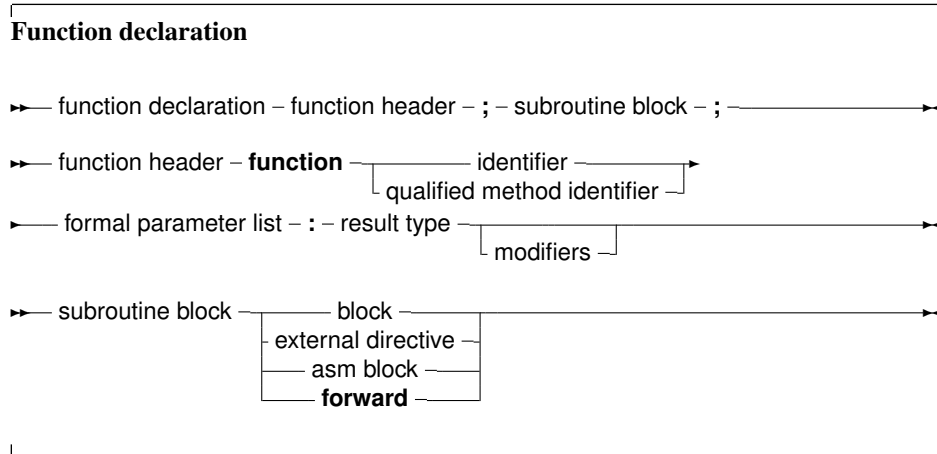 Function declaration
function declaration – function header – ; – subroutine block – ;
function header – function – identifier
qualified method identifier
formal parameter list – : – result type
modifiers
subroutine block – block
external directive
asm block
forward